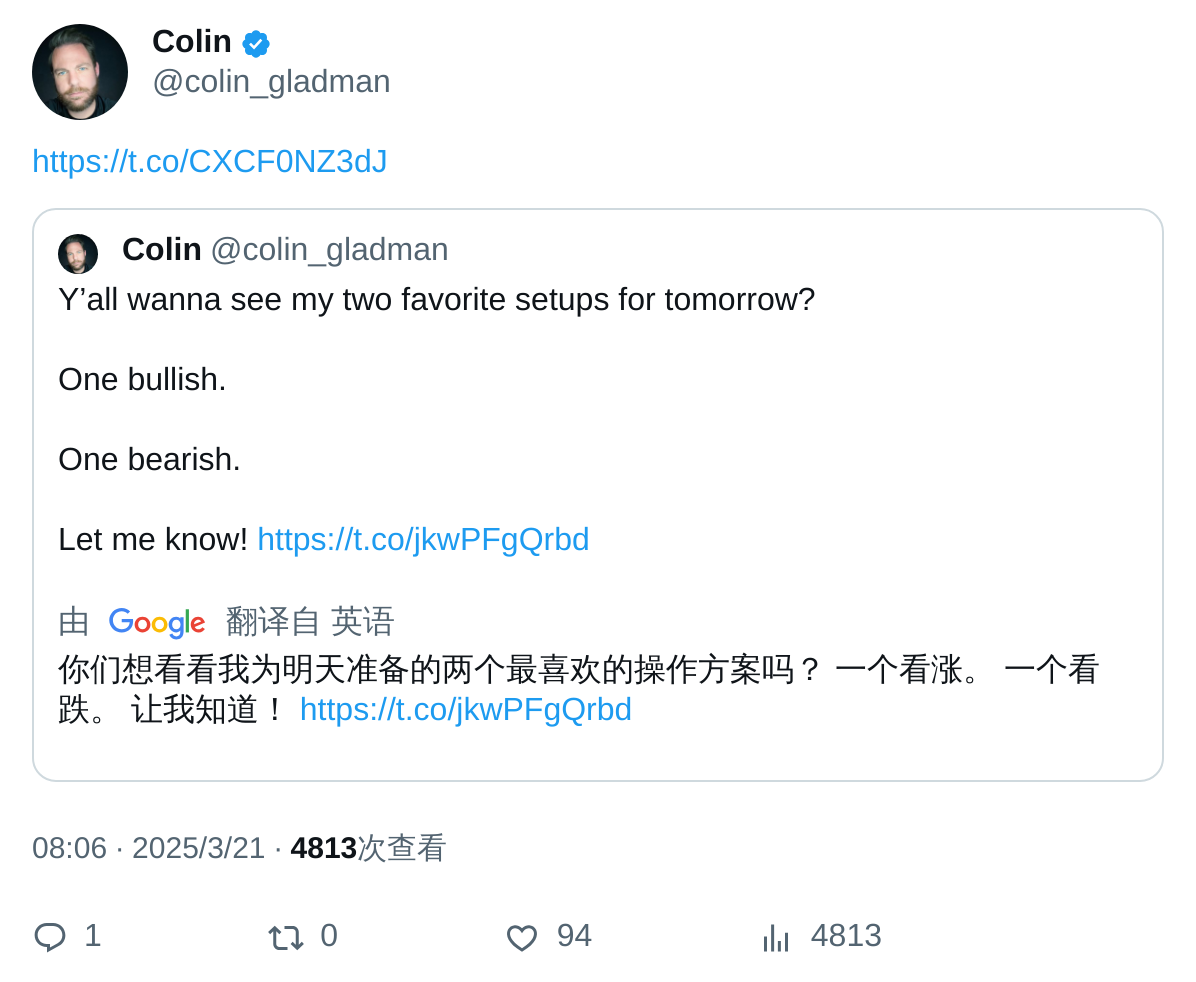 Colin
@colin_gladman
https://t.co/CXCF0NZ3dJ
Colin @colin_gladman
Y’all wanna see my two favorite setups for tomorrow?
One bullish.
One bearish.
Let me know! https://t.co/jkwPFgQrbd
由 Google 翻译自 英语
你们想看看我为明天准备的两个最喜欢的操作方案吗？ 一个看涨。 一个看
跌。 让我知道！ https://t.co/jkwPFgQrbd
08:06 · 2025/3/21 · 4813次查看
1 0 94 4813